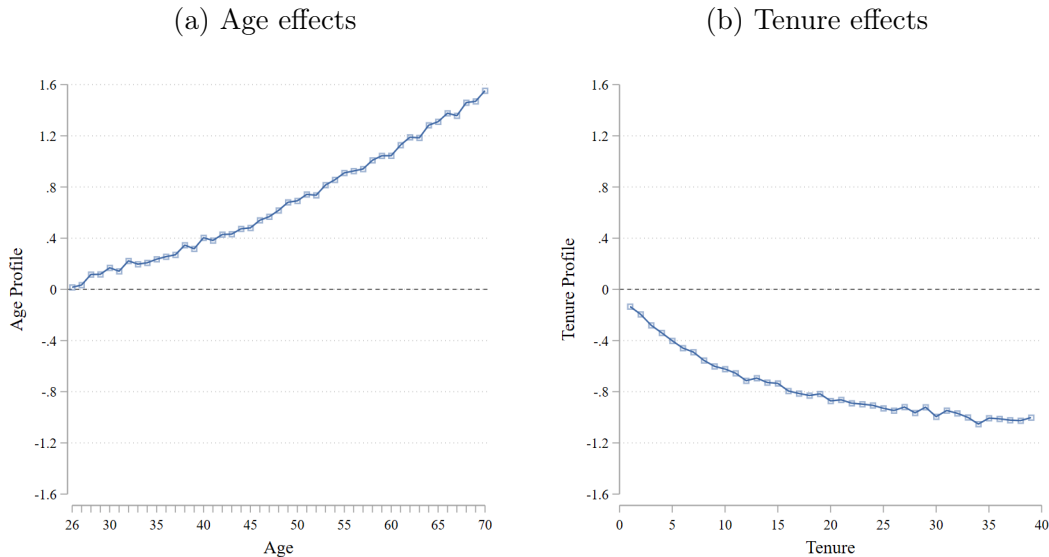 (a) Age effects
1.6
1.2
.8
.4
0
-.4
-.8
-1.2
-1.6
Age Profile
26 30 35 40 45 50 55 60 65 70
Age
(b) Tenure effects
1.6
1.2
.8
.4
0
-.4
-.8
-1.2
-1.6
Tenure Profile
0 5 10 15 20 25 30 35 40
Tenure